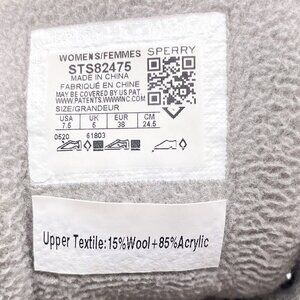 WOMENS/FEMMES SPERRY
STS82475
MADE IN CHINA
FABRIQUÉ EN CHINE
MAY BE COVERED BY US PAT
WWW.PATENTS.WWWINC.COM
SIZE/GRANDEUR
USA UK EUR CM
7.5 5 38 24.5
0520 61803
Upper Textile:15%Wool+85%Acrylic